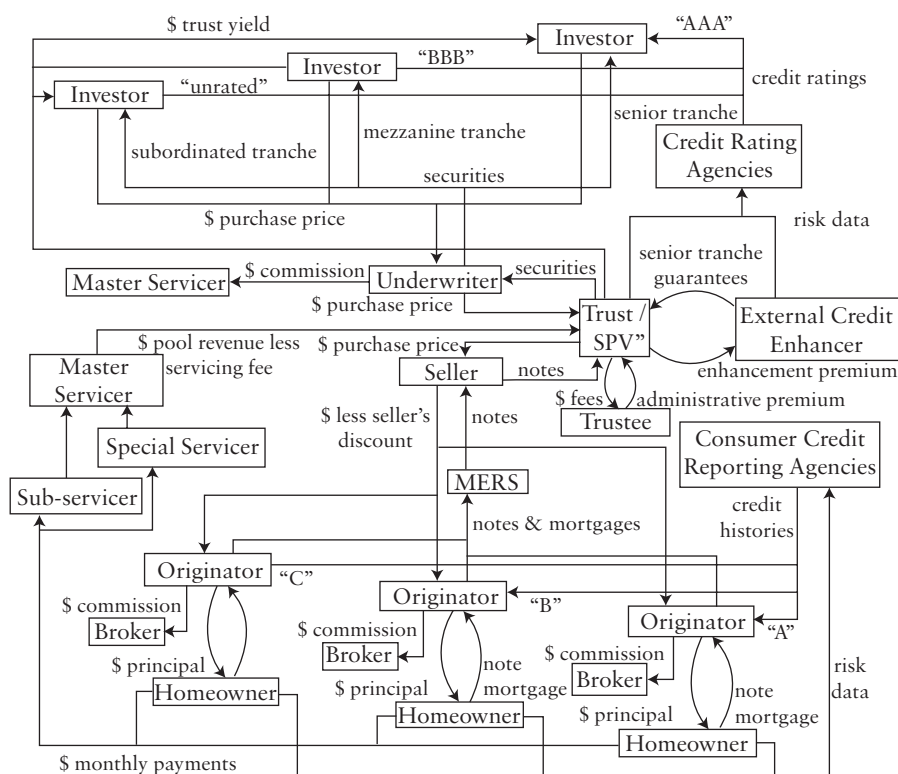 $ trust yield
Investor
“AAA”
Investor
“BBB”
credit ratings
Investor
“unrated”
senior tranche
mezzanine tranche
subordinated tranche
Credit Rating
Agencies
securities
$ purchase price
risk data
senior tranche
guarantees
Master Servicer
$ commission
Underwriter
securities
$ purchase price
Trust /
SPV”
External Credit
Enhancer
$ pool revenue less
servicing fee
$ purchase price
Master
Servicer
Seller
notes
enhancement premium
$ fees
administrative premium
Trustee
$ less seller’s
discount
notes
Special Servicer
Consumer Credit
Reporting Agencies
Sub-servicer
MERS
credit
histories
notes & mortgages
Originator
“C”
Originator
“B”
Originator
“A”
$ commission
Broker
$ commission
Broker
$ commission
Broker
$ principal
note
mortgage
note
mortgage
risk
data
Homeowner
$ principal
Homeowner
$ principal
Homeowner
$ monthly payments